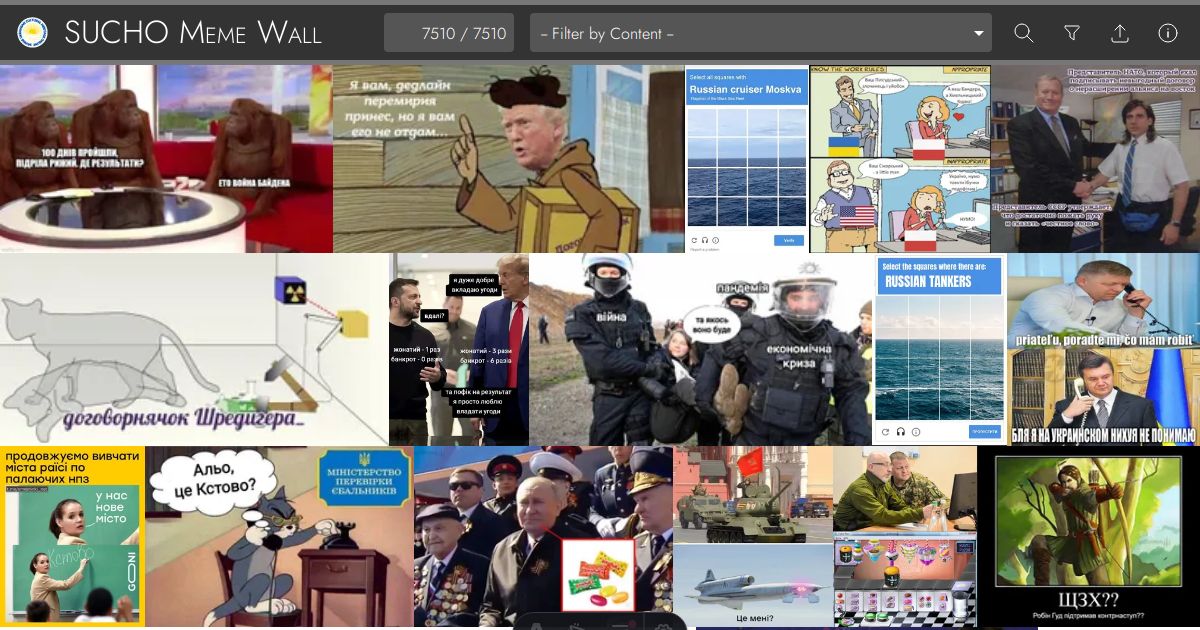 SUCHO Meme Wall
7510 / 7510
– Filter by Content –
100 ДНІВ ПРОЙШЛИ,
ПІДРІЛА РИЖИЙ, ДЕ РЕЗУЛЬТАТИ?
ЕТО ВОЙНА БАЙДЕНА
Я вам, дедлайн
перемирия
принес, но я вам
его не отдам...
Select all squares with
Russian cruiser Moskva
Verify
KNOW THE WORK RULES
APPROPRIATE
INAPPROPRIATE
НУМО!
Представитель НАТО, который ехал
подписывать невыгодный договор
о нерасширении альянса на восток
Представитель СССР утверждает,
что достаточно пожать руку
и сказать «честное слово»
договорнячок Шредигера...
я дуже добре
вкладаю угоди
вдалі?
жонатий - 1 раз
банкрот - 0 разів
жонатий - 3 рази
банкрот - 6 разів
та пофік на результат
я просто люблю
вкладати угоди
війна
пандемія
та якось
воно буде
економічна
криза
Select the squares where there are:
RUSSIAN TANKERS
priateľu, poraďte mi, čo mám robiť
БЛЯ Я НА УКРАИНСКОМ НИХУЯ НЕ ПОНИМАЮ
продовжуємо вивчати
міста раісі по
палаючих нпз
у нас
нове
місто
Кстово
Альо,
це Кстово?
МІНІСТЕРСТВО
ПЕРЕВІРКИ
ЄБАЛЬНИКІВ
Це мені?
ЩЗХ??
Робін Гуд підтримав контрнаступ??